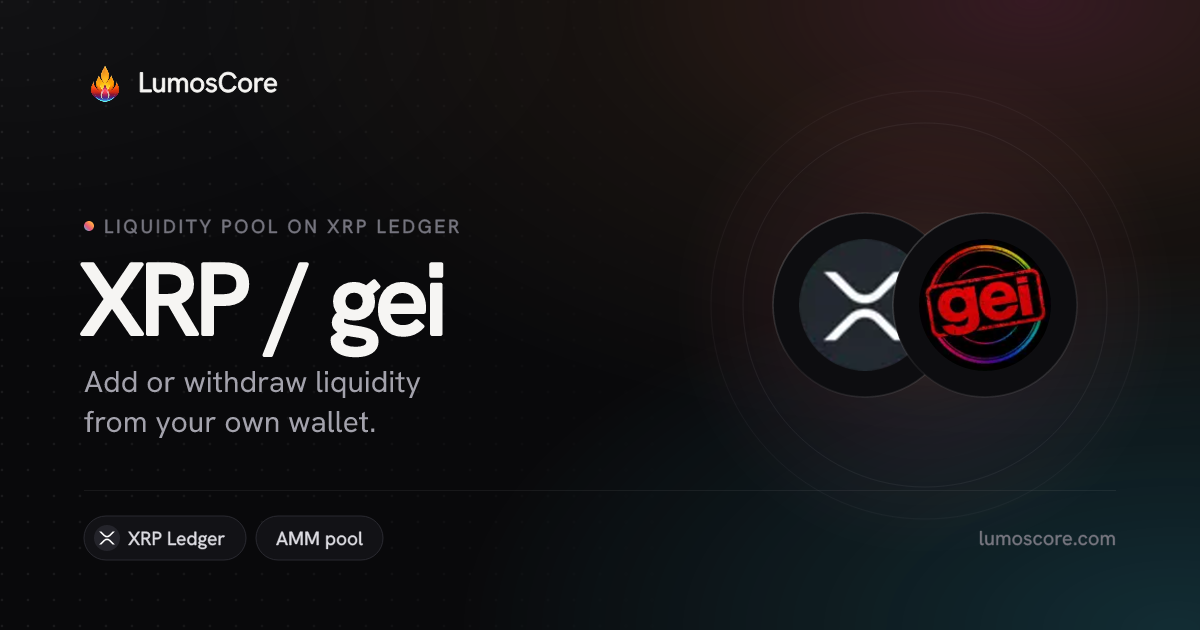 LumosCore
LIQUIDITY POOL ON XRP LEDGER
XRP / gei
Add or withdraw liquidity
from your own wallet.
gei
XRP Ledger
AMM pool
lumoscore.com